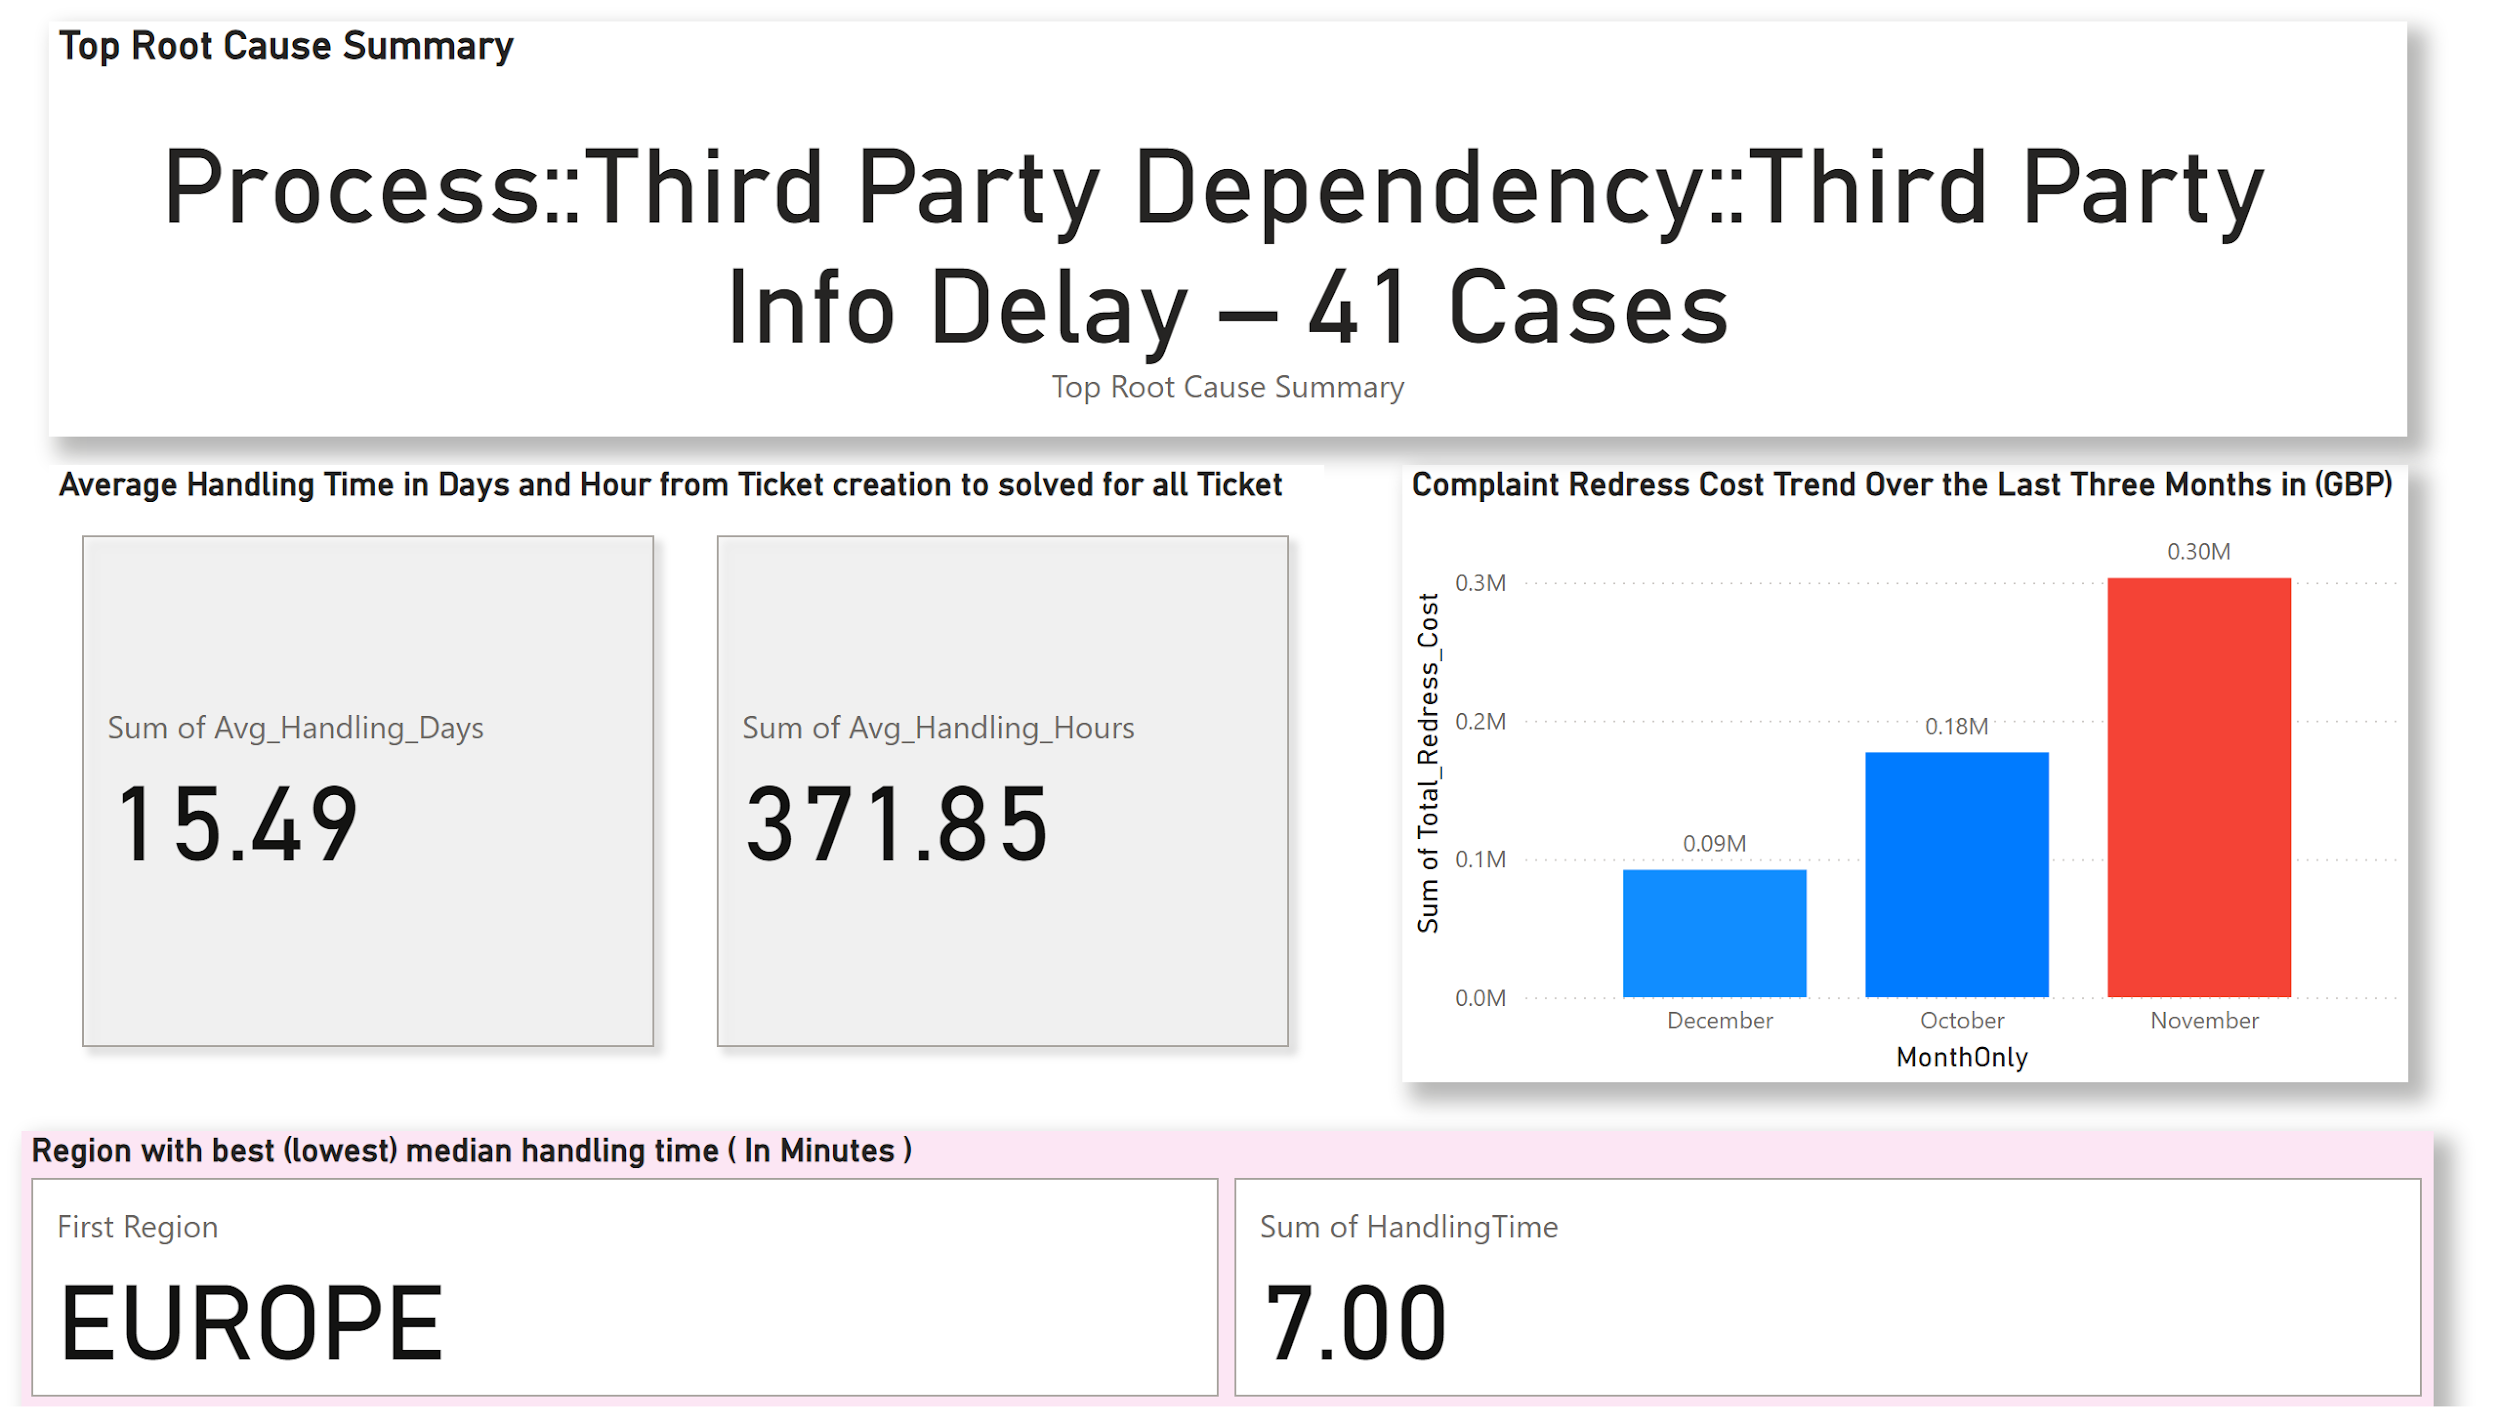 Top Root Cause Summary
Process::Third Party Dependency::Third Party
Info Delay – 41 Cases
Top Root Cause Summary
Average Handling Time in Days and Hour from Ticket creation to solved for all Ticket
Sum of Avg_Handling_Days
15.49
Sum of Avg_Handling_Hours
371.85
Complaint Redress Cost Trend Over the Last Three Months in (GBP)
Sum of Total_Redress_Cost
0.3M
0.2M
0.1M
0.0M
0.09M
0.18M
0.30M
December
October
November
MonthOnly
Region with best (lowest) median handling time ( In Minutes )
First Region
EUROPE
Sum of HandlingTime
7.00